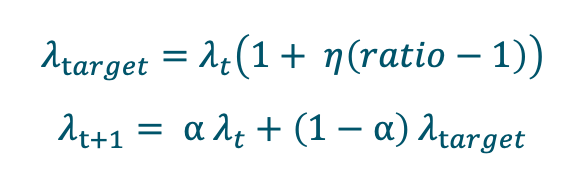 λ_target = λ_t(1 + η(ratio − 1))
λ_t+1 = α λ_t + (1 − α) λ_target